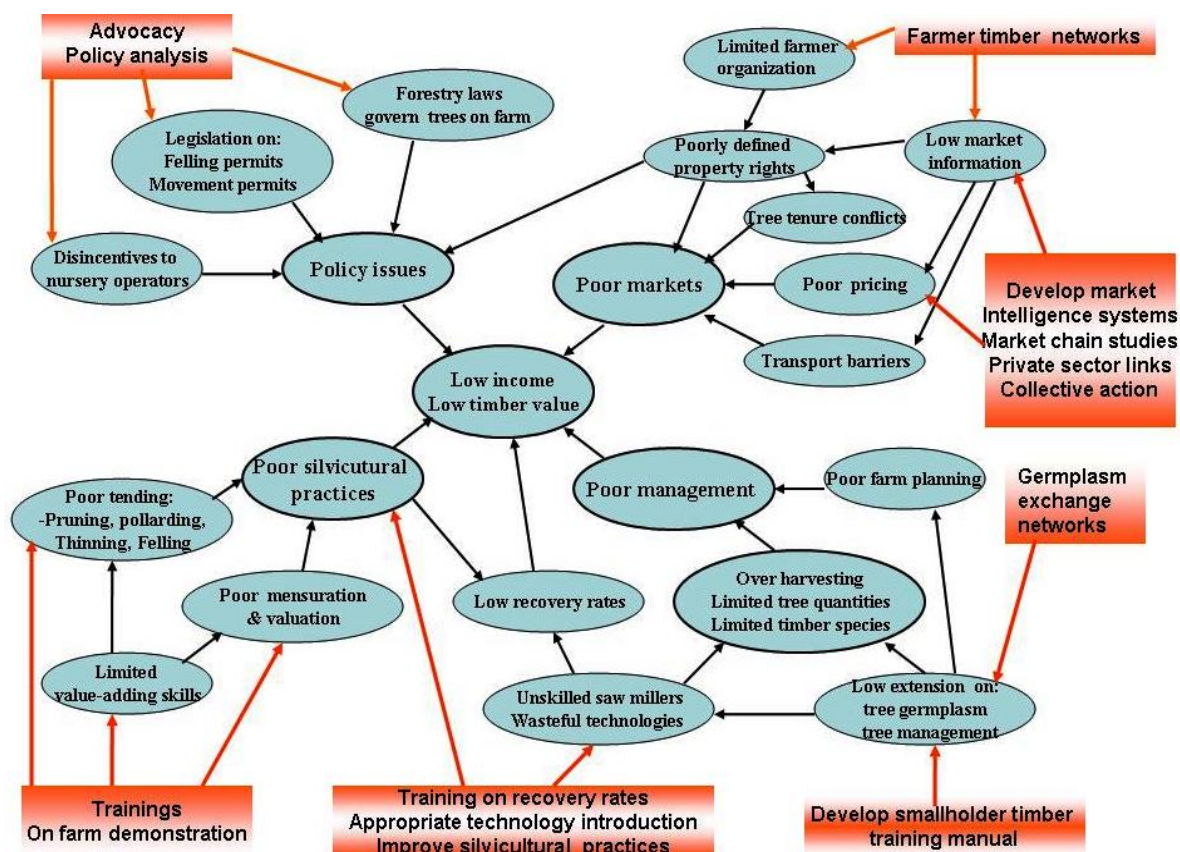 Advocacy
Policy analysis
Farmer timber  networks
Limited farmer
organization
Forestry laws
govern  trees on farm
Legislation on:
Felling permits
Movement permits
Poorly defined
property rights
Low market
information
Tree tenure conflicts
Disincentives to
nursery operators
Policy issues
Poor markets
Poor  pricing
Develop market
Intelligence systems
Market chain studies
Private sector links
Collective action
Transport barriers
Low income
Low timber value
Poor silvicutural
practices
Poor management
Poor farm planning
Germplasm
exchange
networks
Poor tending:
-Pruning, pollarding,
Thinning, Felling
Poor  mensuration
& valuation
Low recovery rates
Over harvesting
Limited tree quantities
Limited timber species
Limited
value-adding skills
Unskilled saw millers
Wasteful technologies
Low extension  on:
tree germplasm
tree management
Trainings
On farm demonstration
Training on recovery rates
Appropriate technology introduction
Improve silvicultural  practices
Develop smallholder timber
training manual